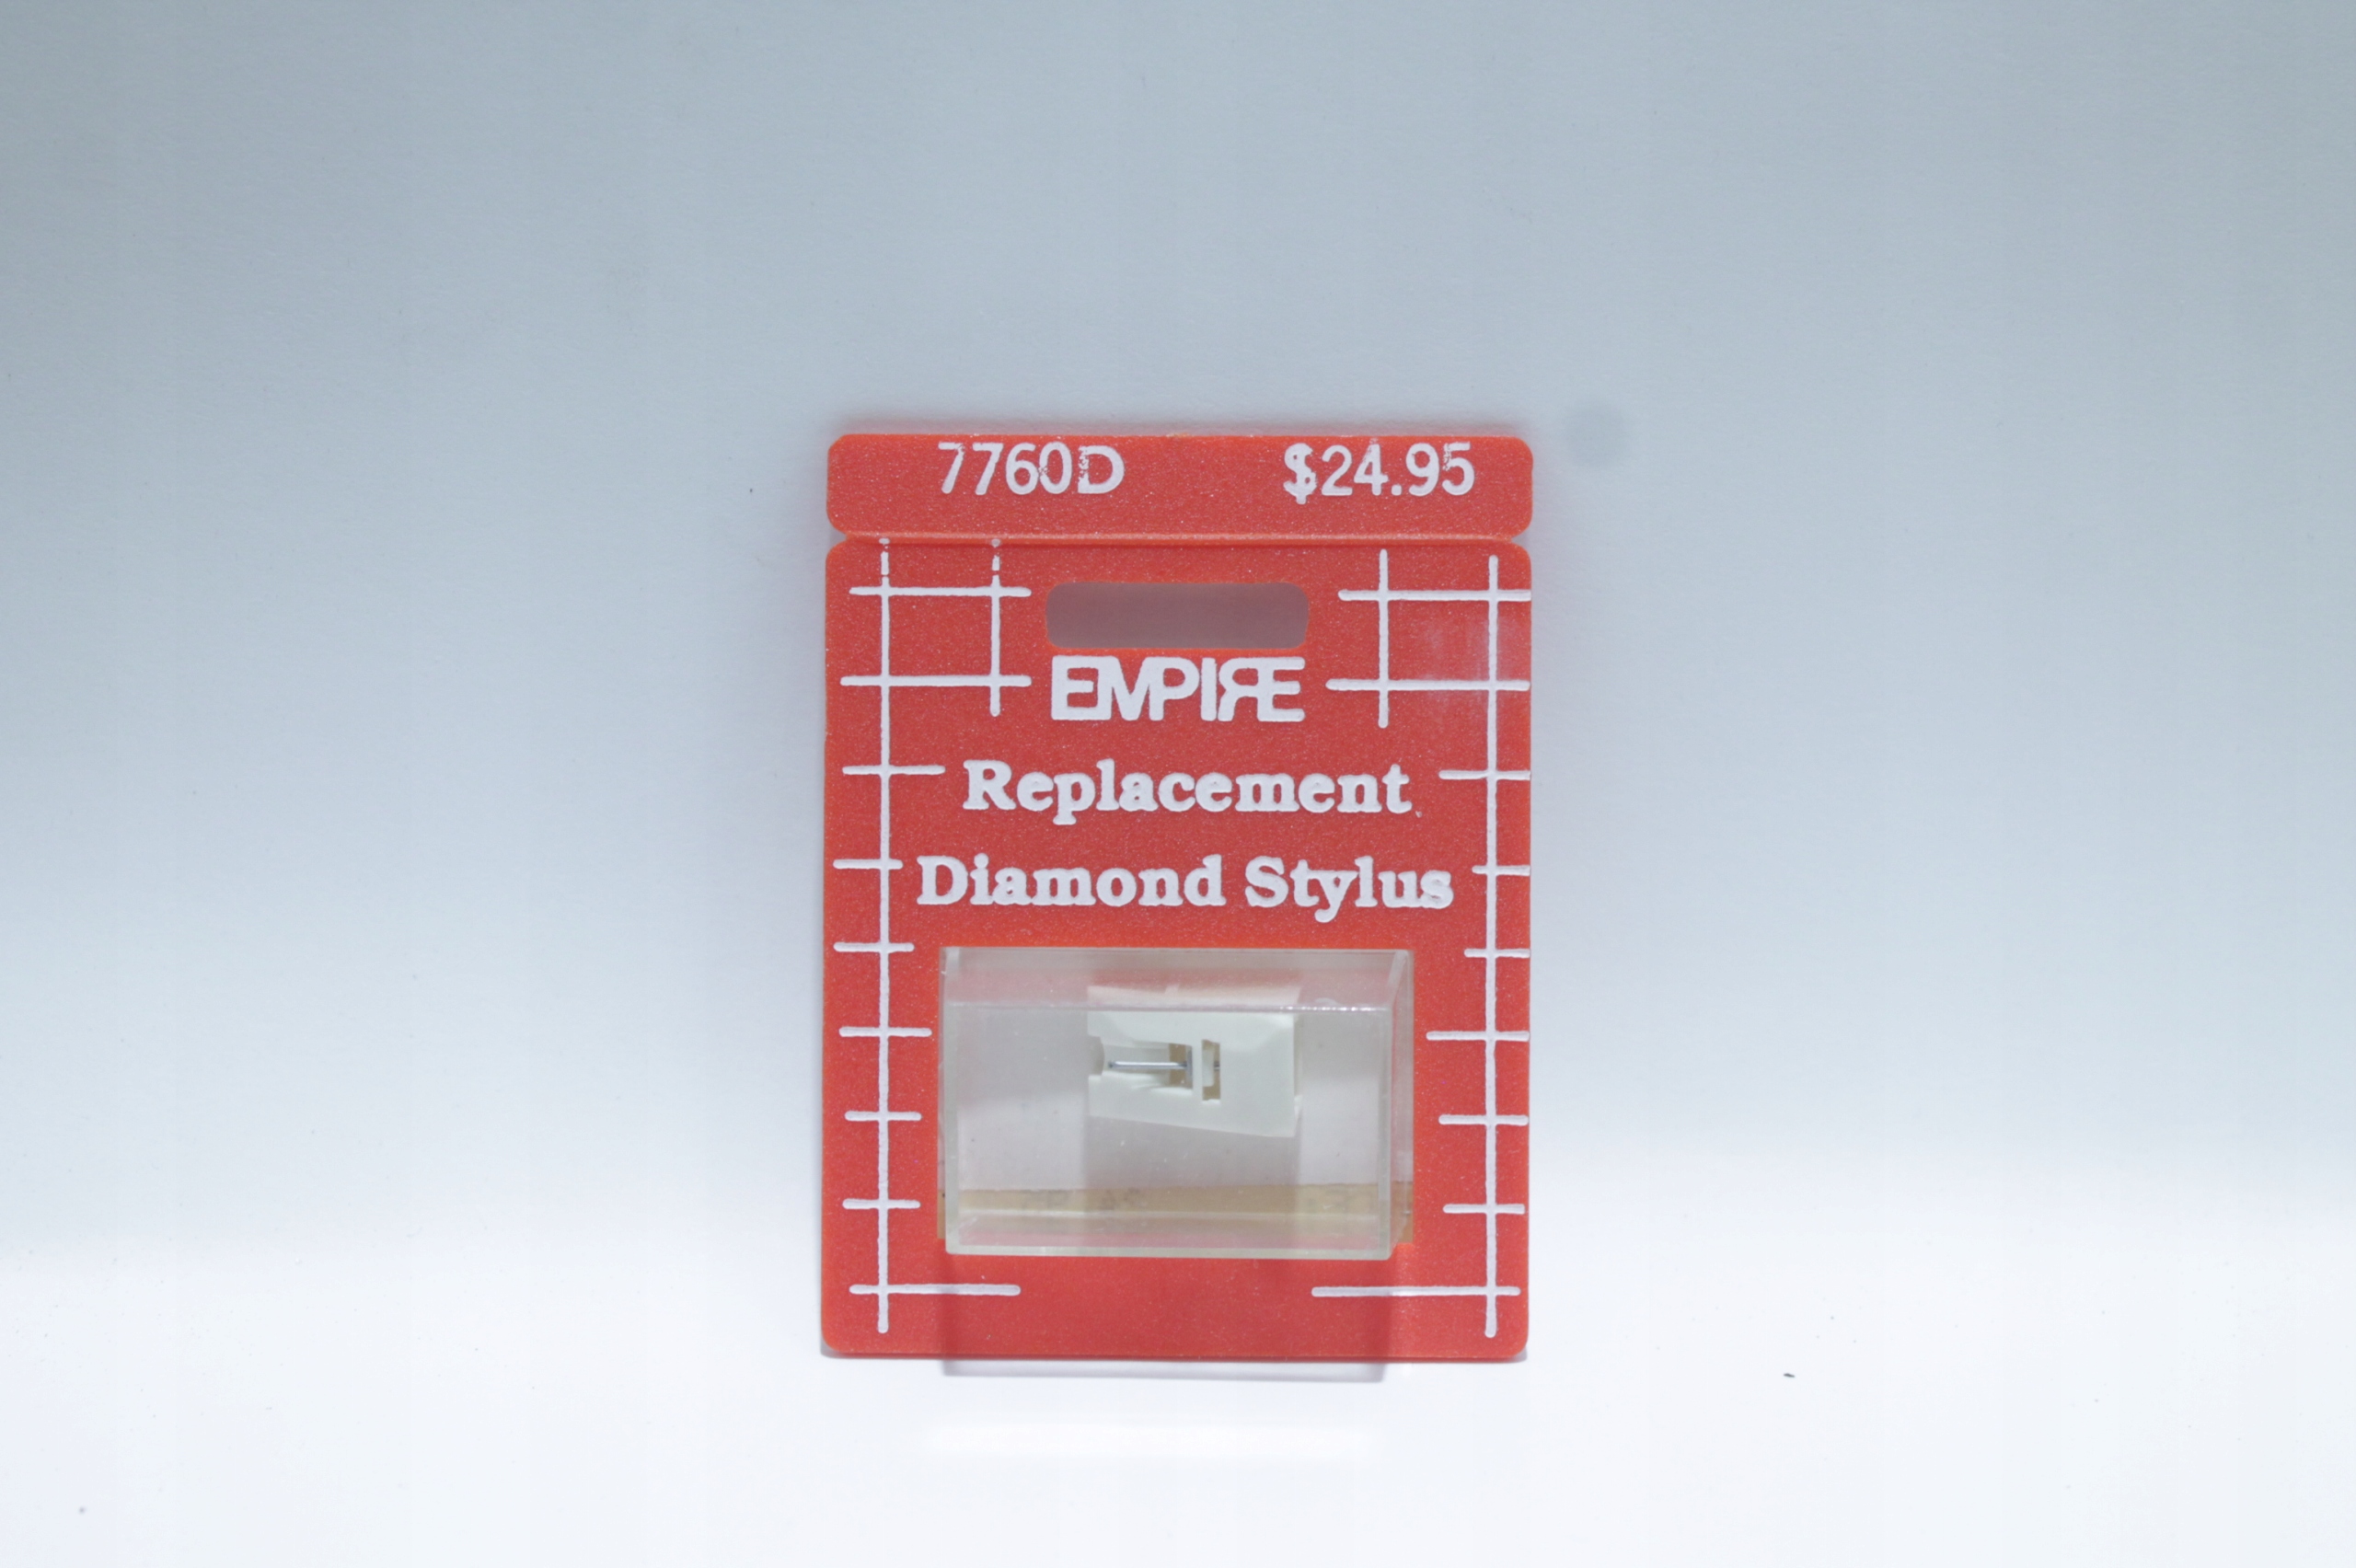 7760D $24.95
EMPIRE
Replacement
Diamond Stylus